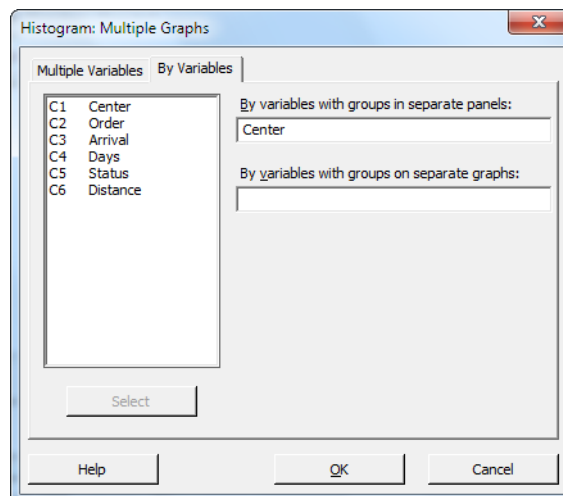 Histogram: Multiple Graphs
Multiple Variables By Variables
C1 Center
C2 Order
C3 Arrival
C4 Days
C5 Status
C6 Distance
By variables with groups in separate panels:
Center
By variables with groups on separate graphs:
Select
Help OK Cancel